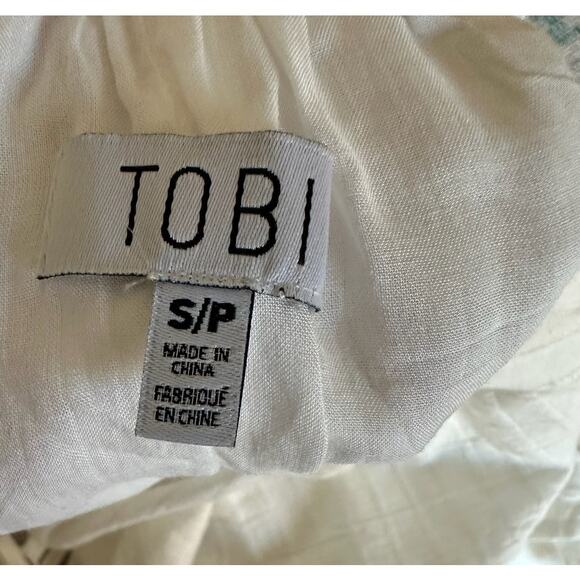 TOBI
S/P
MADE IN
CHINA
FABRIQUÉ
EN CHINE